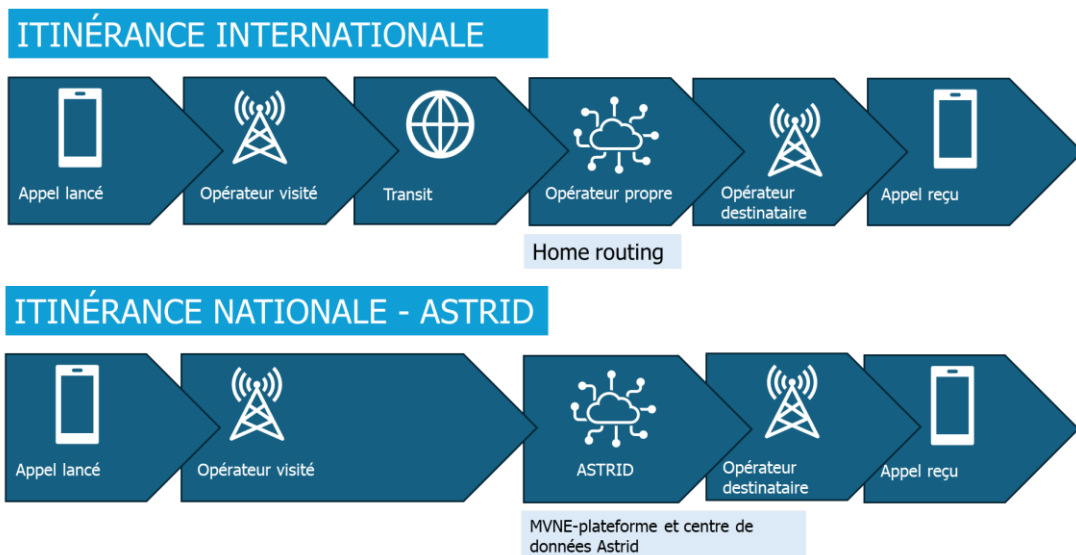 ITINÉRANCE INTERNATIONALE
Appel lancé
Opérateur visité
Transit
Opérateur propre
Opérateur
destinataire
Appel reçu
Home routing
ITINÉRANCE NATIONALE - ASTRID
Appel lancé
Opérateur visité
ASTRID
Opérateur
destinataire
Appel reçu
MVNE-plateforme et centre de
données Astrid